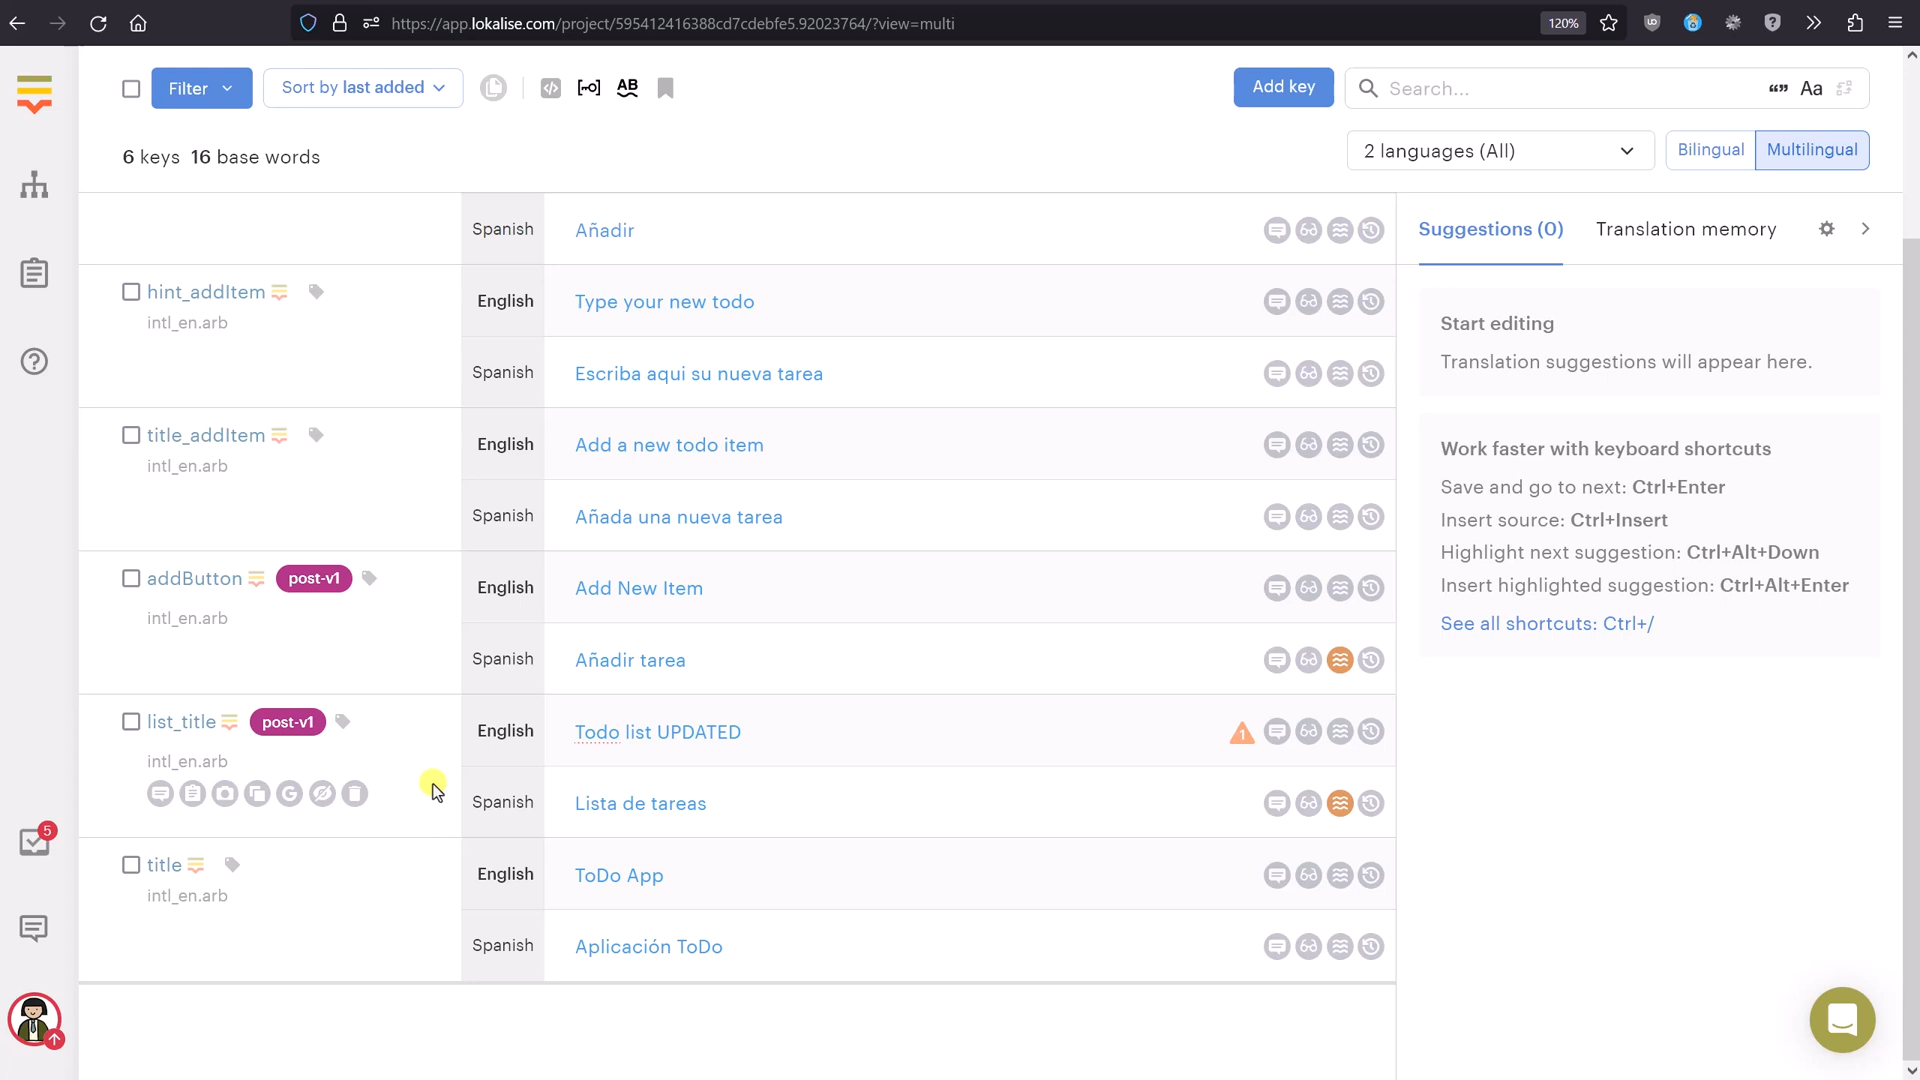 https://app.lokalise.com/project/595412416388cd7cdebfe5.92023764/?view=multi
120%
Filter
Sort by last added
AB
Add key
Search...
Aa
6 keys 16 base words
2 languages (All)
Bilingual
Multilingual
Spanish
Añadir
hint_addItem
intl_en.arb
English
Type your new todo
Spanish
Escriba aqui su nueva tarea
title_addItem
intl_en.arb
English
Add a new todo item
Spanish
Añada una nueva tarea
addButton
post-v1
intl_en.arb
English
Add New Item
Spanish
Añadir tarea
list_title
post-v1
intl_en.arb
English
Todo list UPDATED
1
Spanish
Lista de tareas
title
intl_en.arb
English
ToDo App
Spanish
Aplicación ToDo
Suggestions (0)
Translation memory
Start editing
Translation suggestions will appear here.
Work faster with keyboard shortcuts
Save and go to next: Ctrl+Enter
Insert source: Ctrl+Insert
Highlight next suggestion: Ctrl+Alt+Down
Insert highlighted suggestion: Ctrl+Alt+Enter
See all shortcuts: Ctrl+/
5